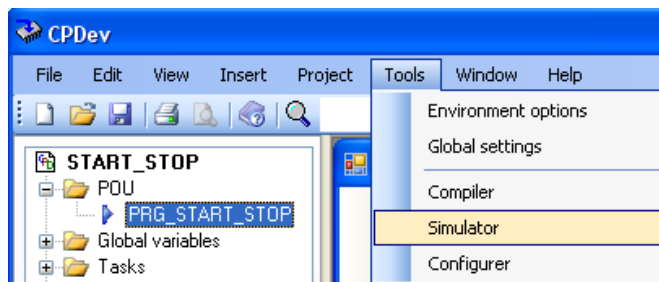 CPDev
File Edit View Insert Project Tools Window Help
Environment options
Global settings
START_STOP
POU
PRG_START_STOP
Global variables
Tasks
Compiler
Simulator
Configurer